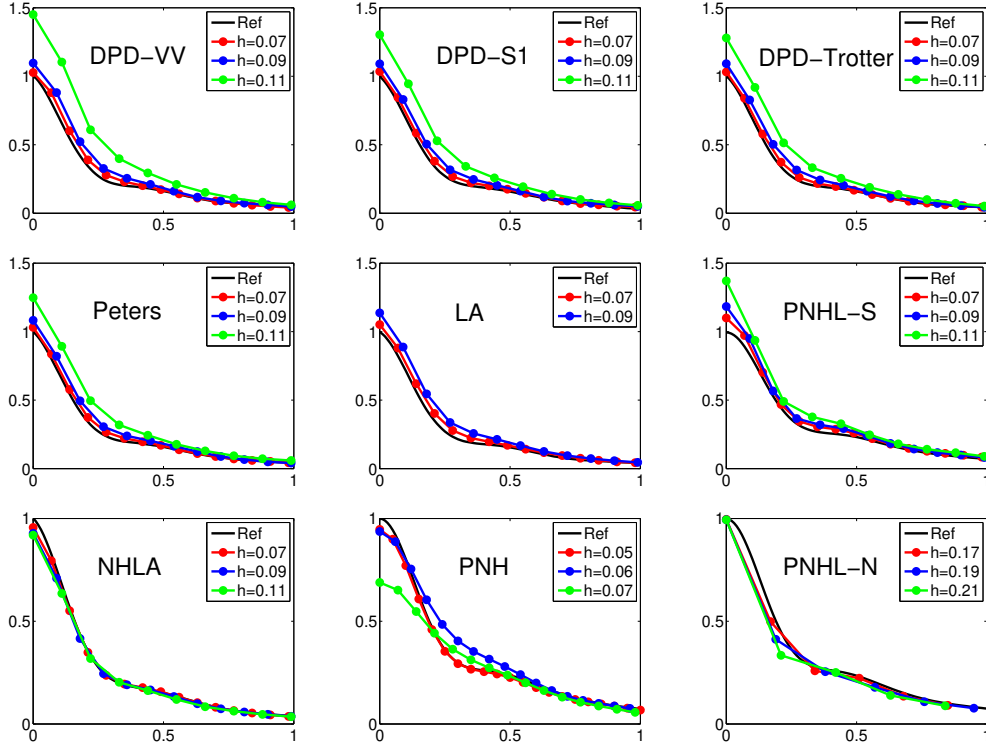 1.5
1
0.5
0
0
0.5
1
DPD-VV
Ref
h=0.07
h=0.09
h=0.11
1.5
1
0.5
0
0
0.5
1
DPD-S1
Ref
h=0.07
h=0.09
h=0.11
1.5
1
0.5
0
0
0.5
1
DPD-Trotter
Ref
h=0.07
h=0.09
h=0.11
1.5
1
0.5
0
0
0.5
1
Peters
Ref
h=0.07
h=0.09
h=0.11
1.5
1
0.5
0
0
0.5
1
LA
Ref
h=0.07
h=0.09
1.5
1
0.5
0
0
0.5
1
PNHL-S
Ref
h=0.07
h=0.09
h=0.11
1
0.5
0
0
0.5
1
NHLA
Ref
h=0.07
h=0.09
h=0.11
1
0.5
0
0
0.5
1
PNH
Ref
h=0.05
h=0.06
h=0.07
1
0.5
0
0
0.5
1
PNHL-N
Ref
h=0.17
h=0.19
h=0.21